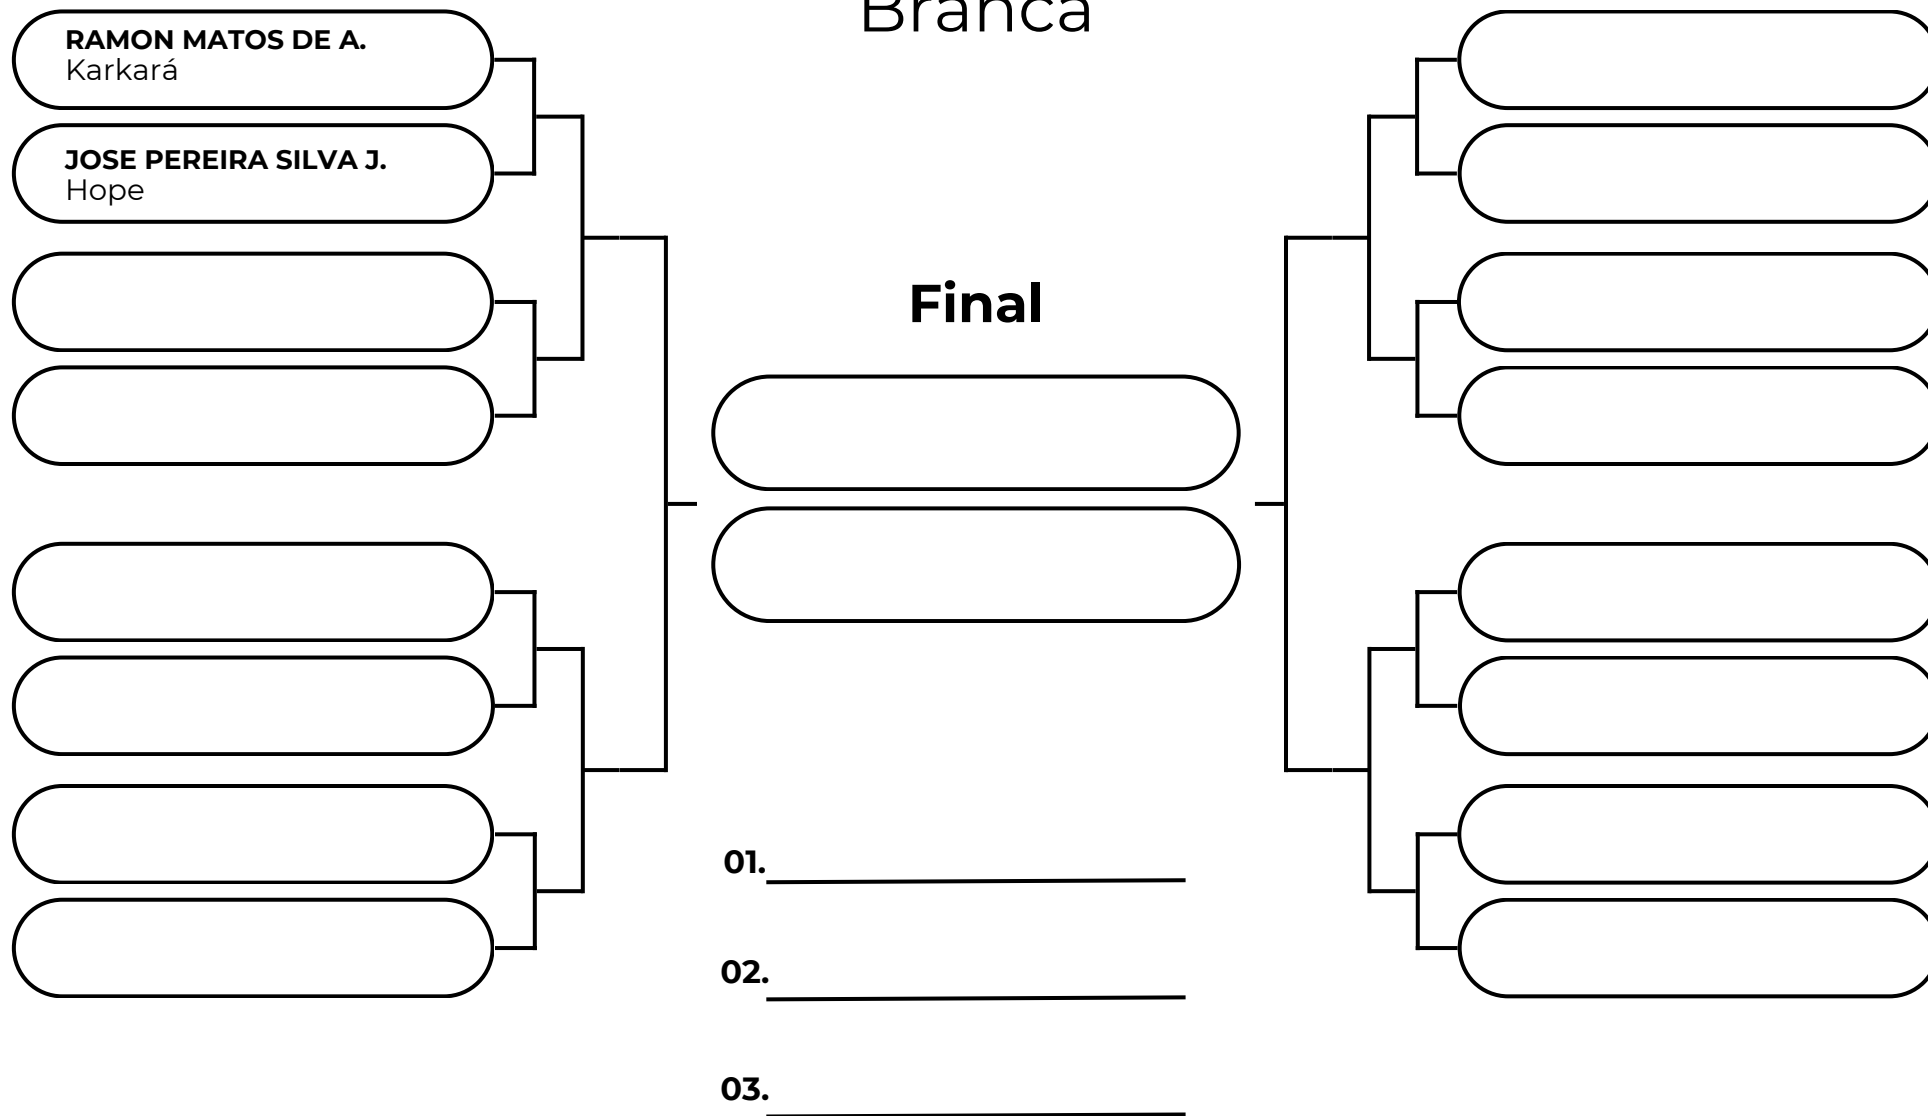 Branca
RAMON MATOS DE A.
Karkará
JOSE PEREIRA SILVA J.
Hope
Final
01.
02.
03.